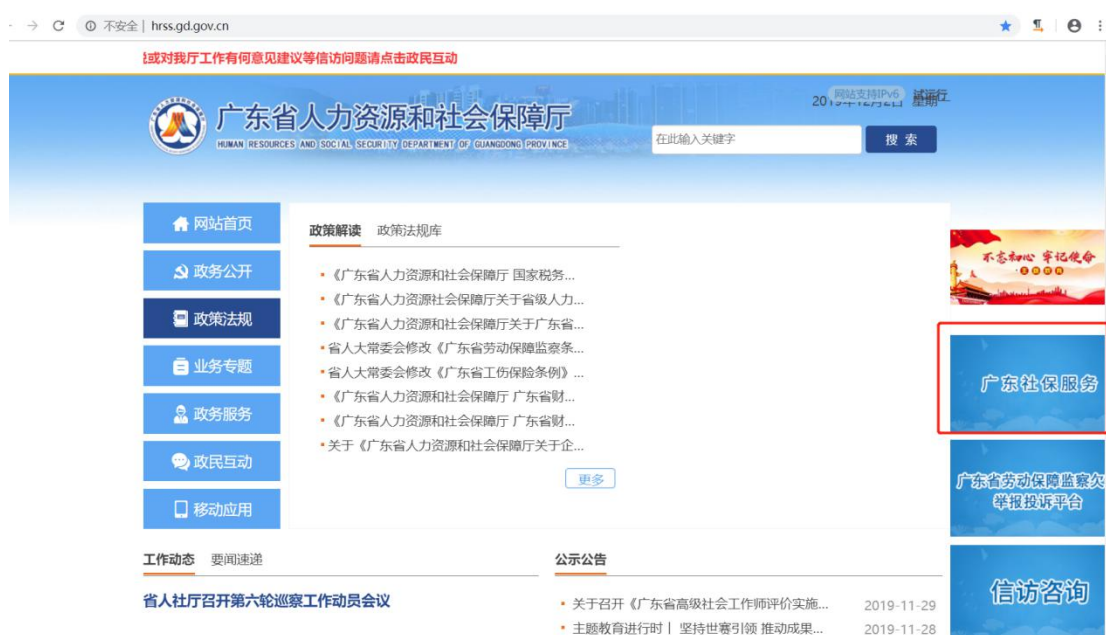 不安全 | hrss.gd.gov.cn
或对我厅工作有何意见建议等信访问题请点击政民互动
网站支持IPv6
广东省人力资源和社会保障厅
HUMAN RESOURCES AND SOCIAL SECURITY DEPARTMENT OF GUANGDONG PROVINCE
在此输入关键字
搜 索
网站首页
政务公开
政策法规
业务专题
政务服务
政民互动
移动应用
政策解读 政策法规库
《广东省人力资源和社会保障厅 国家税务...
《广东省人力资源社会保障厅关于省级人力...
《广东省人力资源和社会保障厅关于广东省...
省人大常委会修改《广东省劳动保障监察条...
省人大常委会修改《广东省工伤保险条例》...
《广东省人力资源和社会保障厅 广东省财...
《广东省人力资源和社会保障厅 广东省财...
关于《广东省人力资源和社会保障厅关于企...
更多
不忘初心 牢记使命
广东社保服务
广东省劳动保障监察欠
举报投诉平台
信访咨询
工作动态 要闻速递
省人社厅召开第六轮巡察工作动员会议
公示公告
关于召开《广东省高级社会工作师评价实施... 2019-11-29
主题教育进行时丨 坚持世赛引领 推动成果... 2019-11-28